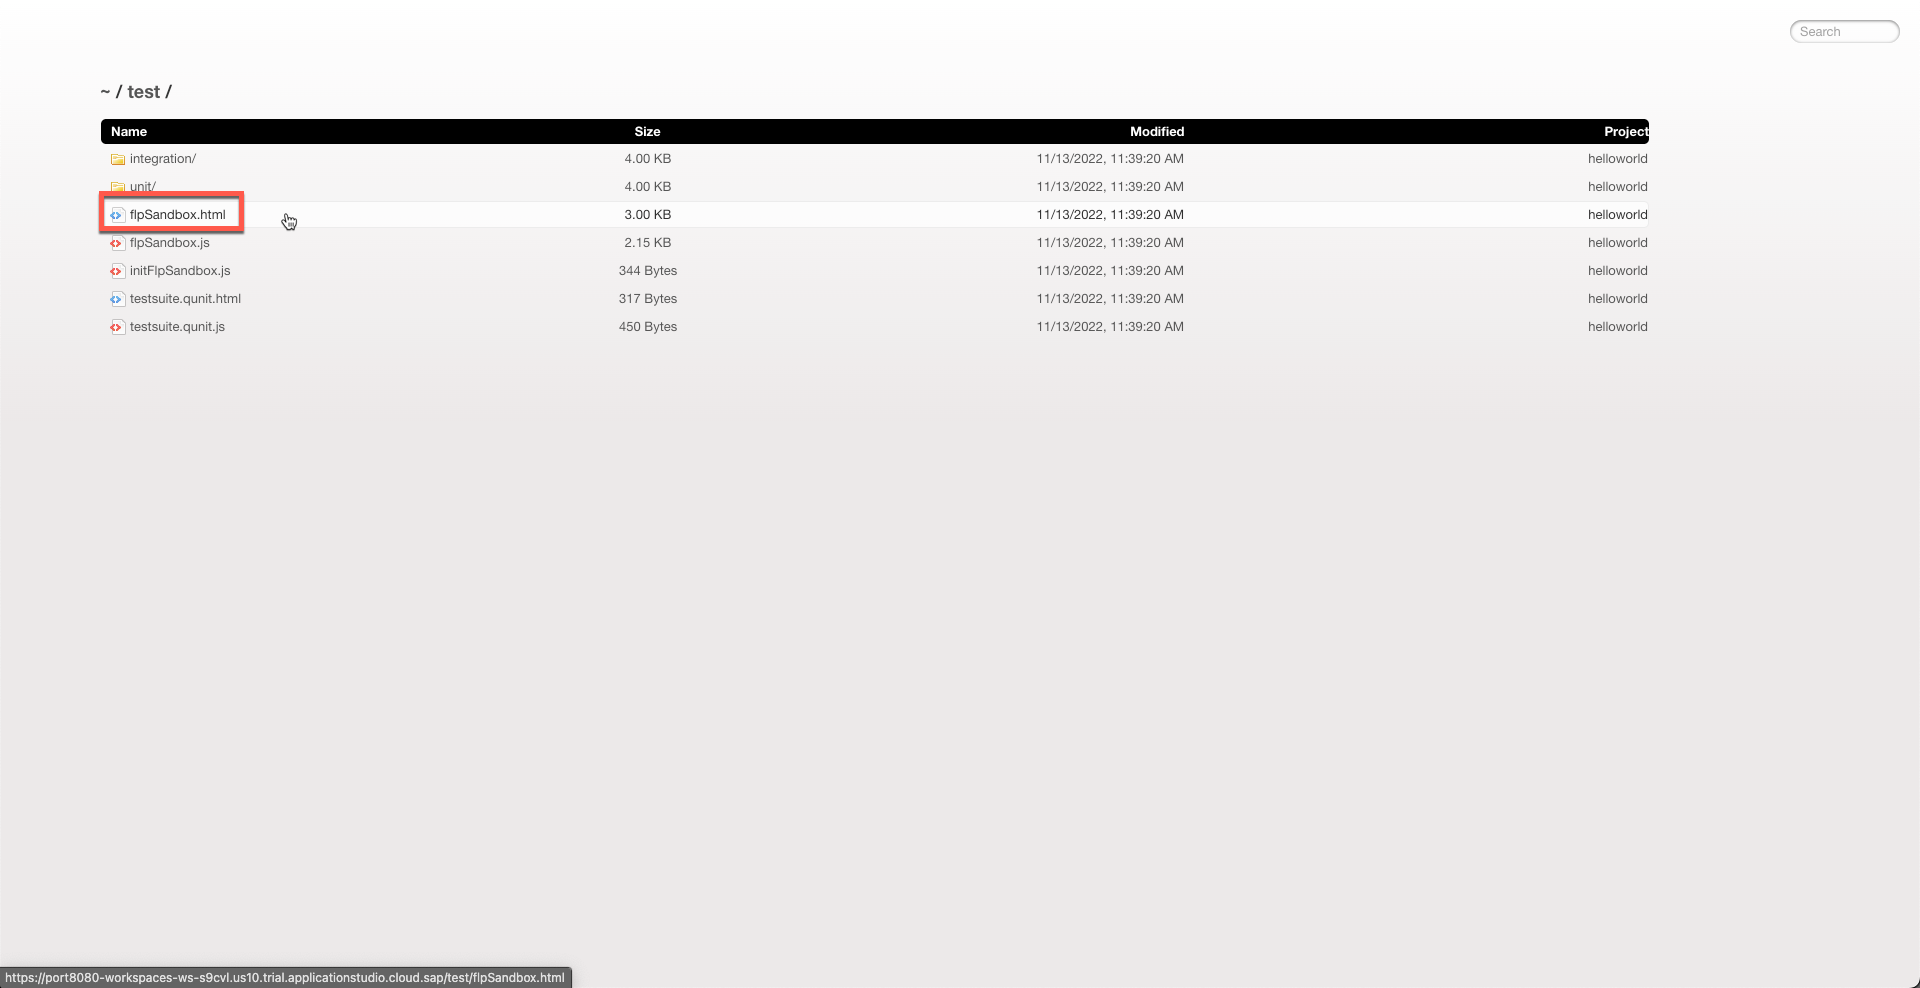 Search
~ / test /
Name Size Modified Project
integration/ 4.00 KB 11/13/2022, 11:39:20 AM helloworld
unit/ 4.00 KB 11/13/2022, 11:39:20 AM helloworld
flpSandbox.html 3.00 KB 11/13/2022, 11:39:20 AM helloworld
flpSandbox.js 2.15 KB 11/13/2022, 11:39:20 AM helloworld
initFlpSandbox.js 344 Bytes 11/13/2022, 11:39:20 AM helloworld
testsuite.qunit.html 317 Bytes 11/13/2022, 11:39:20 AM helloworld
testsuite.qunit.js 450 Bytes 11/13/2022, 11:39:20 AM helloworld
https://port8080-workspaces-ws-s9cvl.us10.trial.applicationstudio.cloud.sap/test/flpSandbox.html